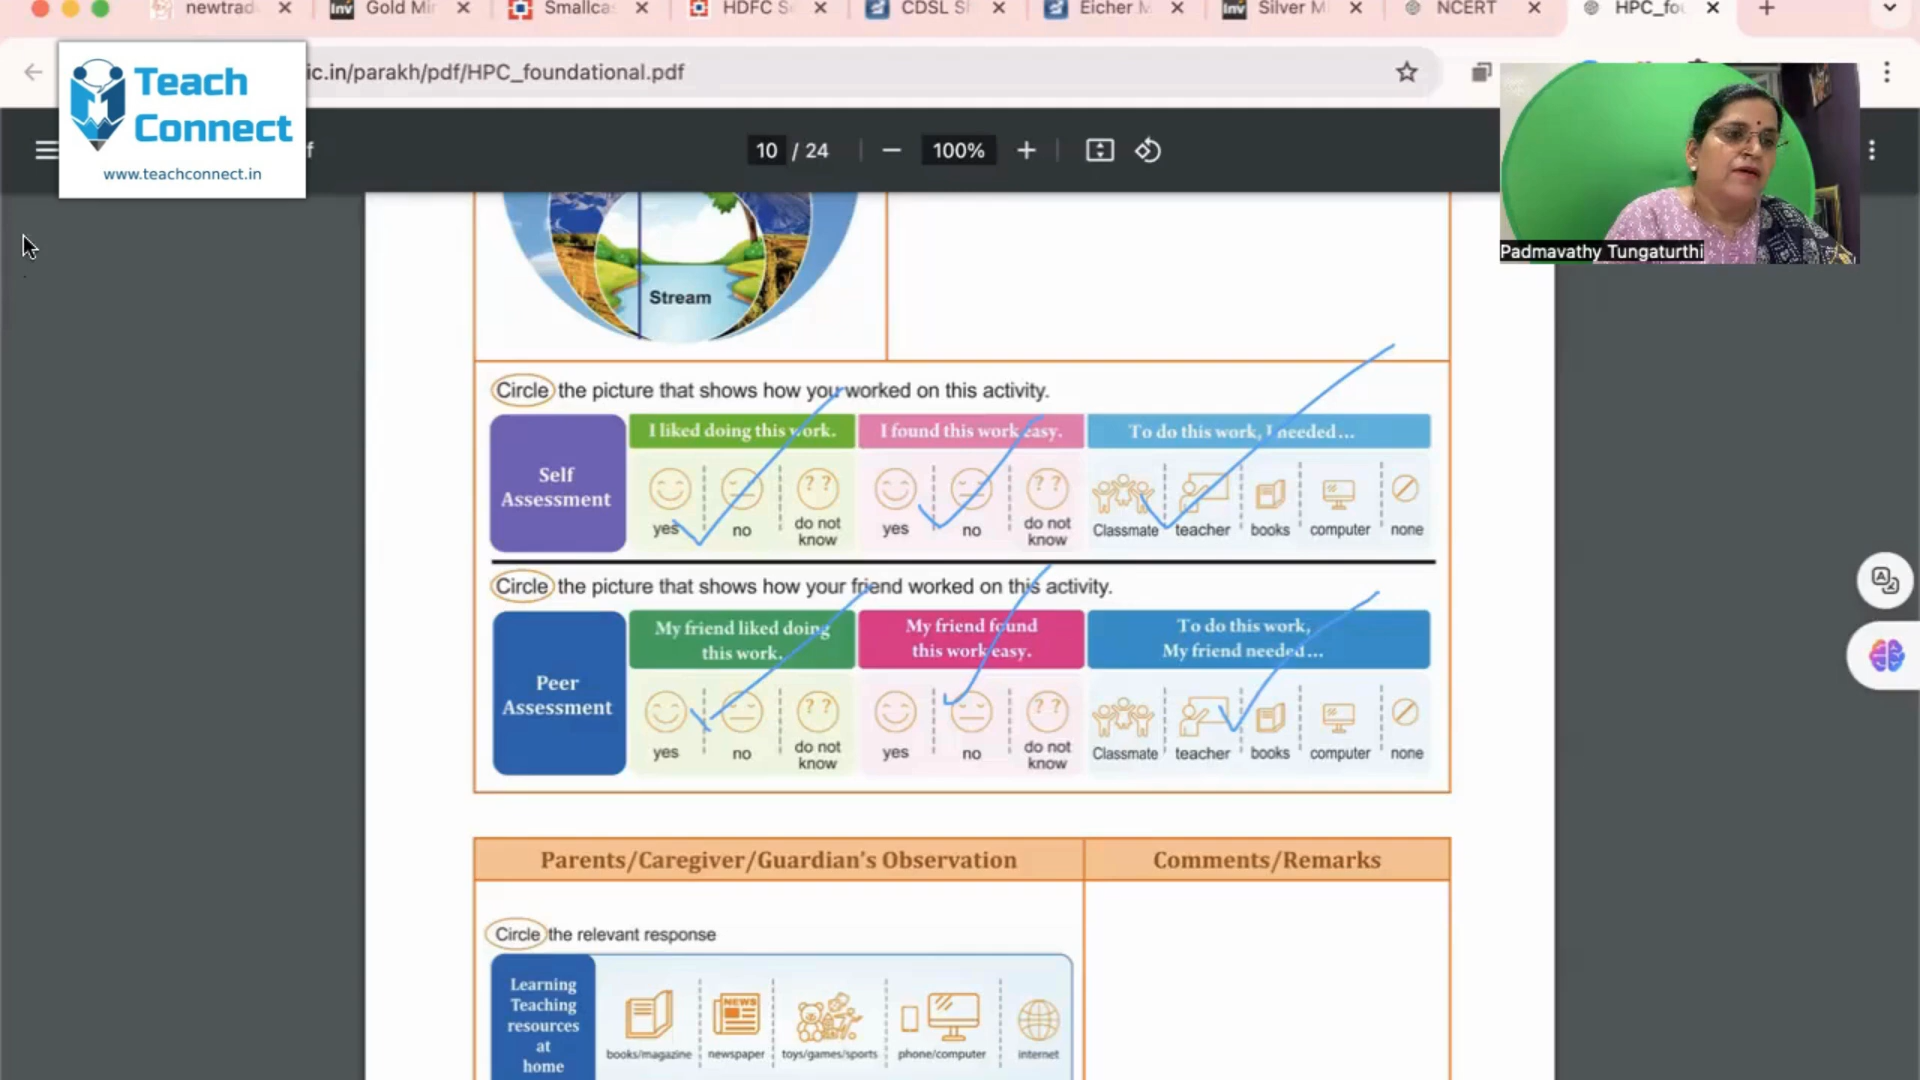 newtrad
Gold Mi
Smallca
HDFC S
CDSL S
Eicher M
Silver M
NCERT
HPC_fo
Teach
Connect
www.teachconnect.in
ic.in/parakh/pdf/HPC_foundational.pdf
f
10 / 24
100%
Padmavathy Tungaturthi
Stream
Circle the picture that shows how you worked on this activity.
Self
Assessment
I liked doing this work.
I found this work easy.
To do this work, I needed...
yes
no
do not
know
yes
no
do not
know
Classmate
teacher
books
computer
none
Circle the picture that shows how your friend worked on this activity.
Peer
Assessment
My friend liked doing
this work.
My friend found
this work easy.
To do this work,
My friend needed...
yes
no
do not
know
yes
no
do not
know
Classmate
teacher
books
computer
none
Parents/Caregiver/Guardian's Observation
Comments/Remarks
Circle the relevant response
Learning
Teaching
resources
at
home
NEWS
books/magazine
newspaper
toys/games/sports
phone/computer
internet